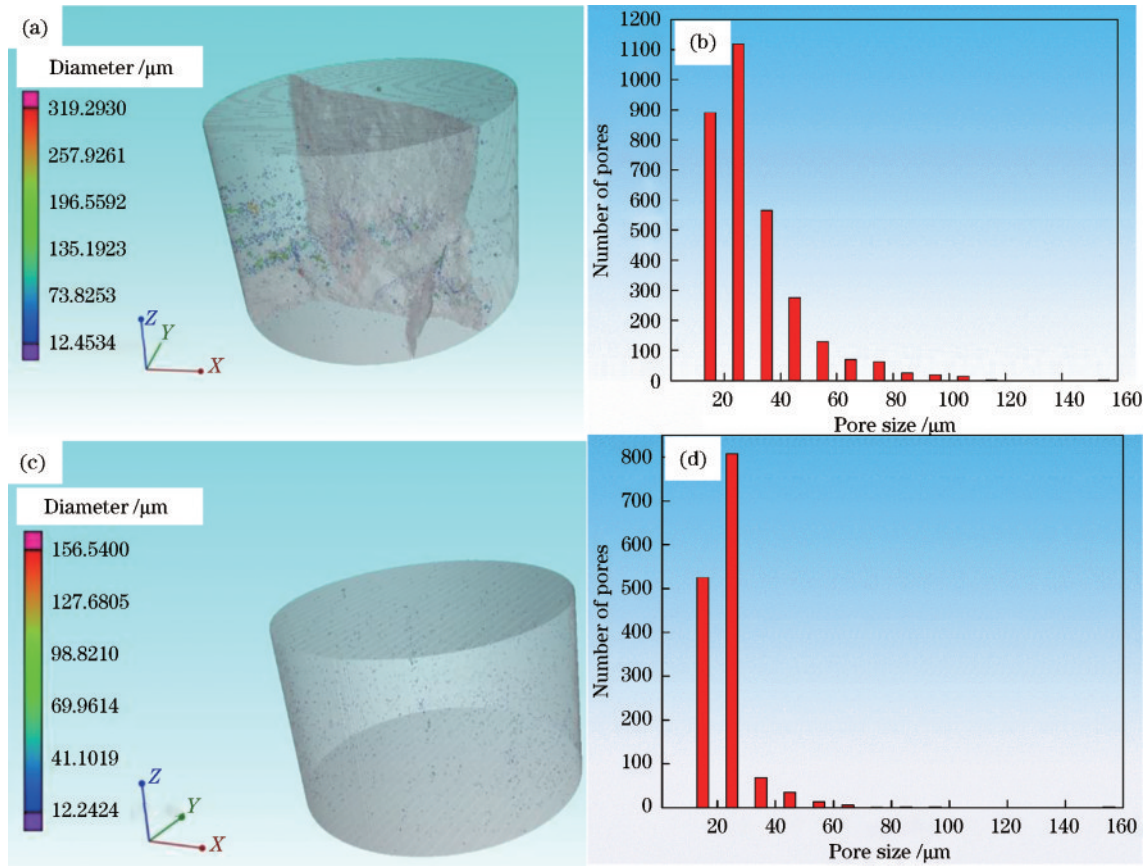 (a)
Diameter /μm
319.2930
257.9261
196.5592
135.1923
73.8253
12.4534
Z
Y
X
(b)
Number of pores
1200
1100
1000
900
800
700
600
500
400
300
200
100
0
20 40 60 80 100 120 140 160
Pore size /μm
(c)
Diameter /μm
156.5400
127.6805
98.8210
69.9614
41.1019
12.2424
Z
Y
X
(d)
Number of pores
800
700
600
500
400
300
200
100
0
20 40 60 80 100 120 140 160
Pore size /μm